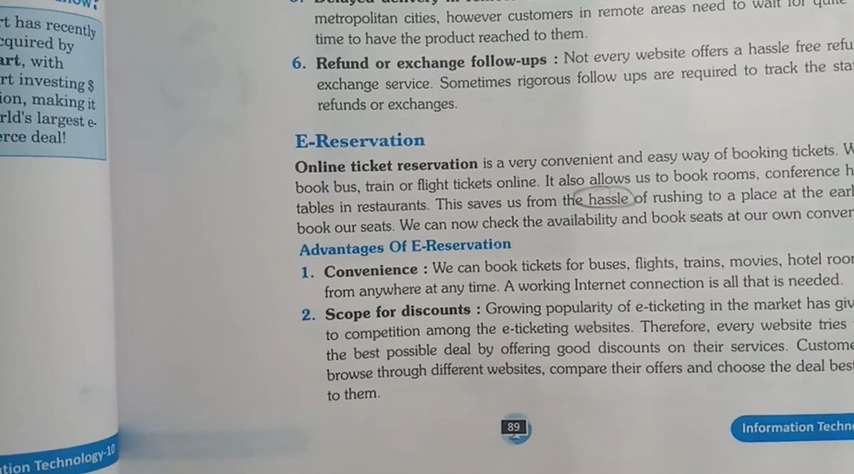 now?
rt has recently
cquired by
art, with
rt investing $
ion, making it
rld's largest e-
erce deal!
tion Technology-10
metropolitan cities, however customers in remote areas need to wait for quite
time to have the product reached to them.
6. Refund or exchange follow-ups : Not every website offers a hassle free refu
exchange service. Sometimes rigorous follow ups are required to track the sta
refunds or exchanges.
E-Reservation
Online ticket reservation is a very convenient and easy way of booking tickets. W
book bus, train or flight tickets online. It also allows us to book rooms, conference h
tables in restaurants. This saves us from the hassle of rushing to a place at the earl
book our seats. We can now check the availability and book seats at our own conver
Advantages Of E-Reservation
1. Convenience : We can book tickets for buses, flights, trains, movies, hotel roor
from anywhere at any time. A working Internet connection is all that is needed.
2. Scope for discounts : Growing popularity of e-ticketing in the market has giv
to competition among the e-ticketing websites. Therefore, every website tries
the best possible deal by offering good discounts on their services. Custome
browse through different websites, compare their offers and choose the deal best
to them.
89
Information Techn